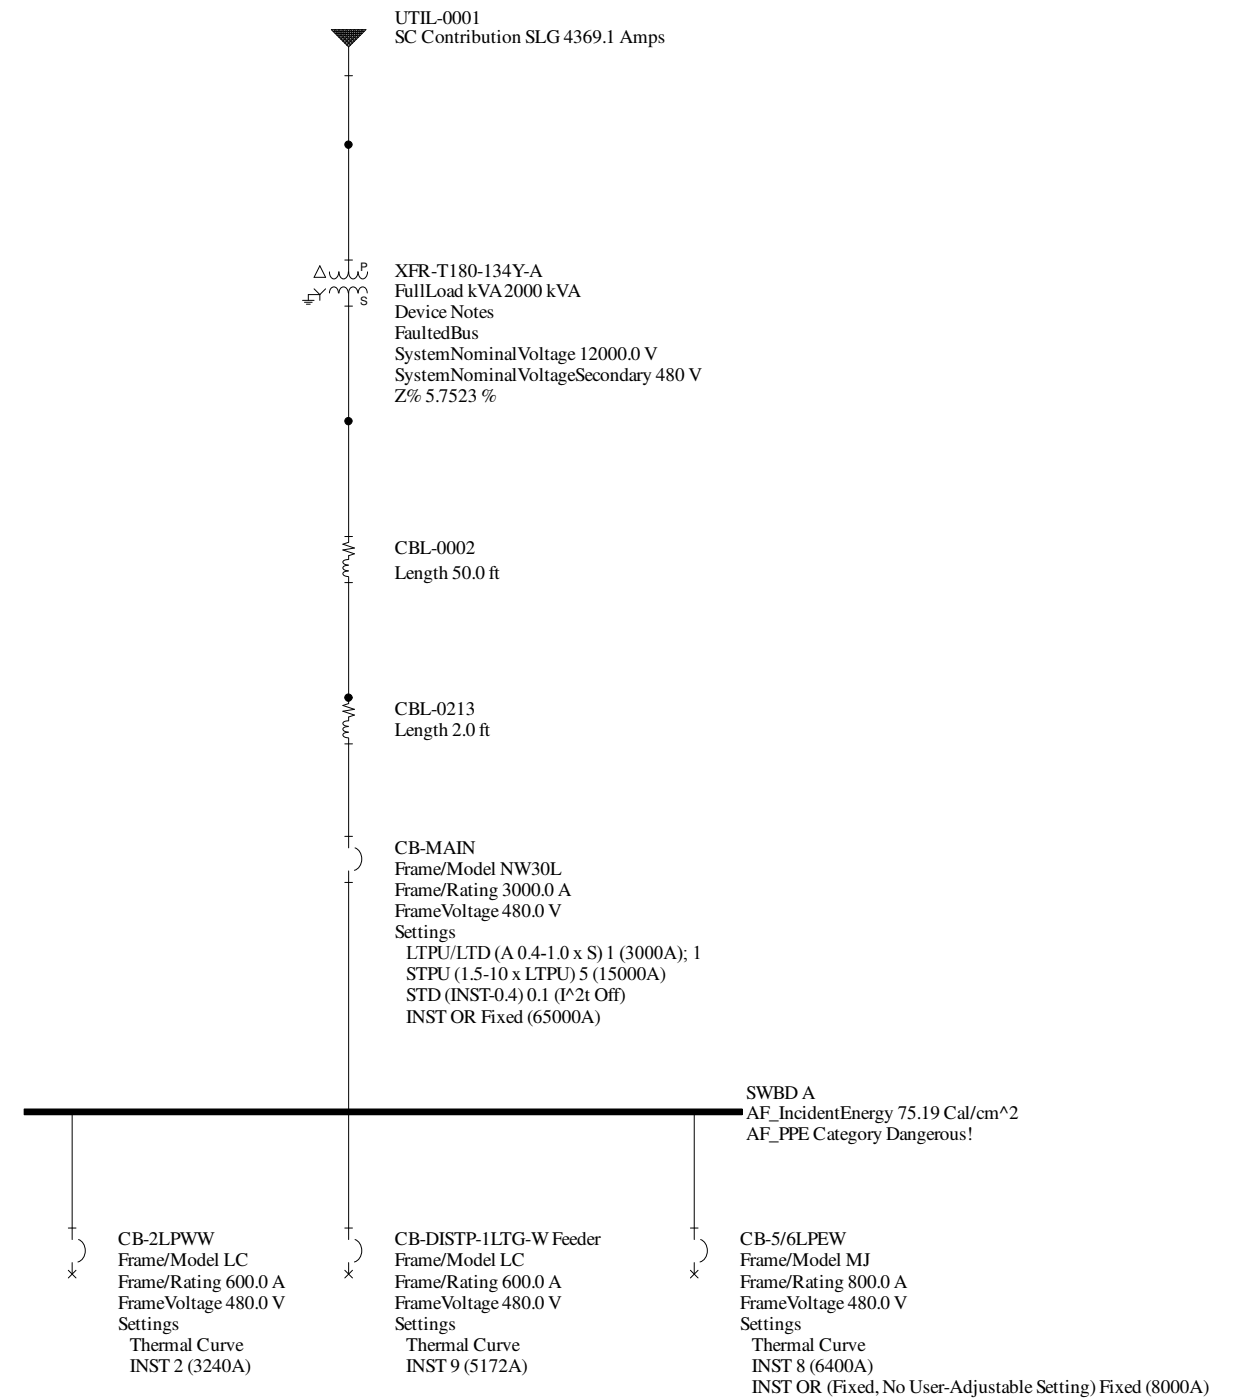 UTIL-0001
SC Contribution SLG 4369.1 Amps
P
S
XFR-T180-134Y-A
FullLoad kVA 2000 kVA
Device Notes
FaultedBus
SystemNominalVoltage 12000.0 V
SystemNominalVoltageSecondary 480 V
Z% 5.7523 %
CBL-0002
Length 50.0 ft
CBL-0213
Length 2.0 ft
CB-MAIN
Frame/Model NW30L
Frame/Rating 3000.0 A
FrameVoltage 480.0 V
Settings
LTPU/LTD (A 0.4-1.0 x S) 1 (3000A); 1
STPU (1.5-10 x LTPU) 5 (15000A)
STD (INST-0.4) 0.1 (I^2t Off)
INST OR Fixed (65000A)
SWBD A
AF_IncidentEnergy 75.19 Cal/cm^2
AF_PPE Category Dangerous!
CB-2LPWW
Frame/Model LC
Frame/Rating 600.0 A
FrameVoltage 480.0 V
Settings
Thermal Curve
INST 2 (3240A)
CB-DISTP-1LTG-W Feeder
Frame/Model LC
Frame/Rating 600.0 A
FrameVoltage 480.0 V
Settings
Thermal Curve
INST 9 (5172A)
CB-5/6LPEW
Frame/Model MJ
Frame/Rating 800.0 A
FrameVoltage 480.0 V
Settings
Thermal Curve
INST 8 (6400A)
INST OR (Fixed, No User-Adjustable Setting) Fixed (8000A)